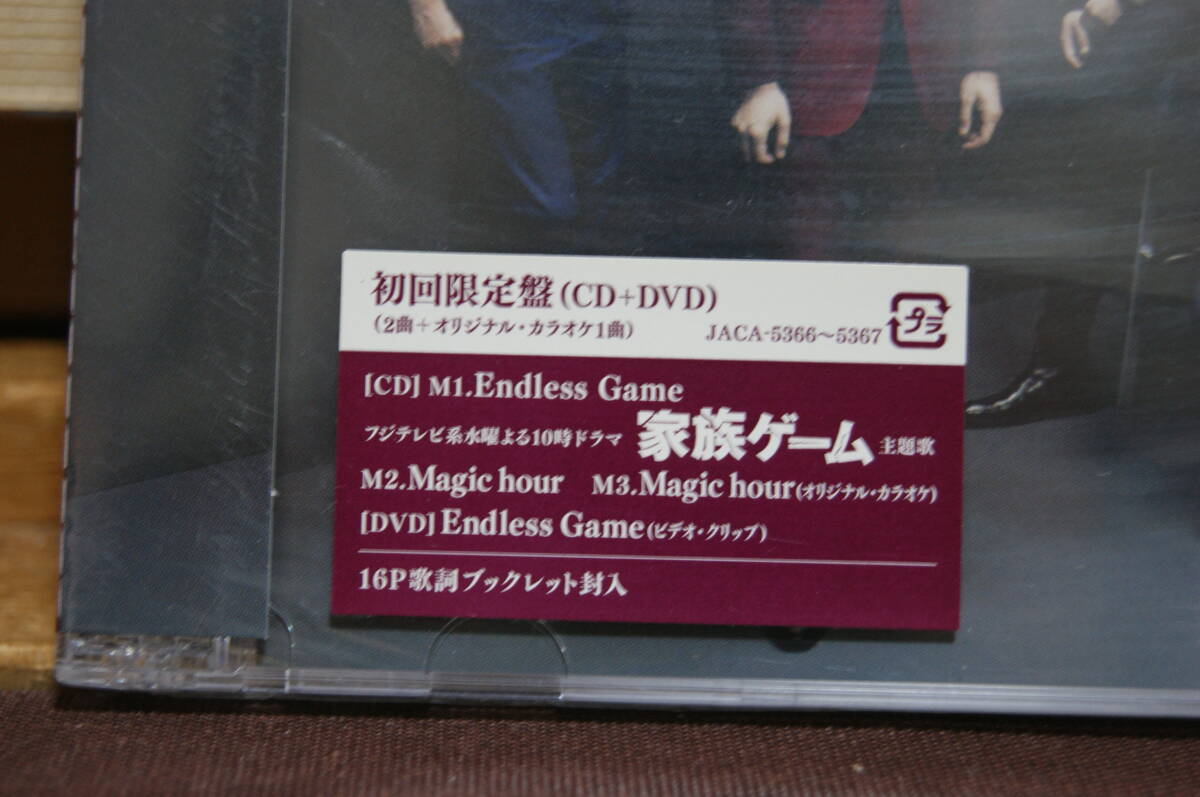 初回限定盤(CD+DVD)
(2曲+オリジナル・カラオケ1曲)
JACA-5366〜5367
プラ
[CD] M1.Endless Game
フジテレビ系水曜よる10時ドラマ 家族ゲーム 主題歌
M2.Magic hour M3.Magic hour(オリジナル・カラオケ)
[DVD] Endless Game(ビデオ・クリップ)
16P歌詞ブックレット封入